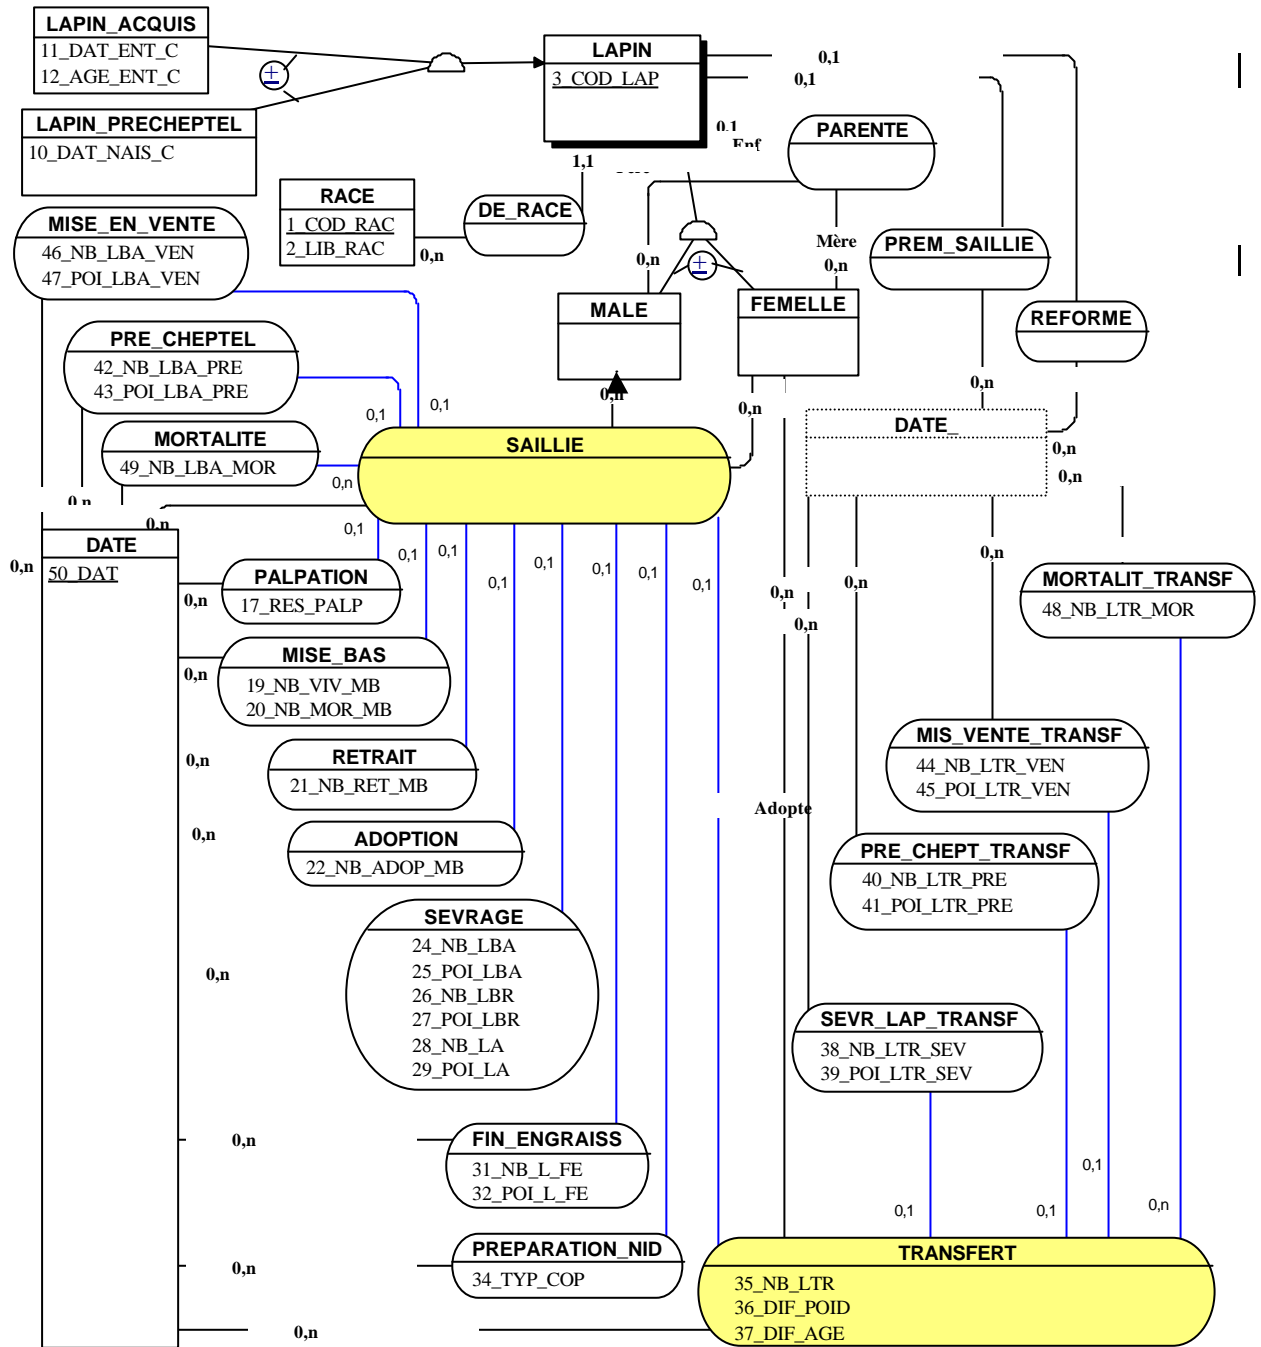 LAPIN_ACQUIS
11_DAT_ENT_C
12_AGE_ENT_C
±
LAPIN
3_COD_LAP
0,1
0,1
0,1
Enf
1,1
PARENTE
LAPIN_PRECHEPTEL
10_DAT_NAIS_C
RACE
1_COD_RAC
2_LIB_RAC
0,n
DE_RACE
MISE_EN_VENTE
46_NB_LBA_VEN
47_POI_LBA_VEN
0,n
±
Mère
0,n
PREM_SAILLIE
MALE
FEMELLE
REFORME
PRE_CHEPTEL
42_NB_LBA_PRE
43_POI_LBA_PRE
0,1
0,1
0,n
0,n
0,n
DATE_
0,n
0,n
MORTALITE
49_NB_LBA_MOR
0,n
SAILLIE
0,n
0,n
0,n
0,n
DATE
50_DAT
0,1
0,1
0,1
0,1
0,1
0,1
0,1
0,1
PALPATION
17_RES_PALP
0,n
0,n
0,n
0,n
0,n
MORTALIT_TRANSF
48_NB_LTR_MOR
MISE_BAS
19_NB_VIV_MB
20_NB_MOR_MB
0,n
RETRAIT
21_NB_RET_MB
0,n
MIS_VENTE_TRANSF
44_NB_LTR_VEN
45_POI_LTR_VEN
Adopte
ADOPTION
22_NB_ADOP_MB
0,n
PRE_CHEPT_TRANSF
40_NB_LTR_PRE
41_POI_LTR_PRE
SEVRAGE
24_NB_LBA
25_POI_LBA
26_NB_LBR
27_POI_LBR
28_NB_LA
29_POI_LA
0,n
SEVR_LAP_TRANSF
38_NB_LTR_SEV
39_POI_LTR_SEV
FIN_ENGRAISS
31_NB_L_FE
32_POI_L_FE
0,n
0,1
0,1
0,1
0,n
PREPARATION_NID
34_TYP_COP
0,n
TRANSFERT
35_NB_LTR
36_DIF_POID
37_DIF_AGE
0,n